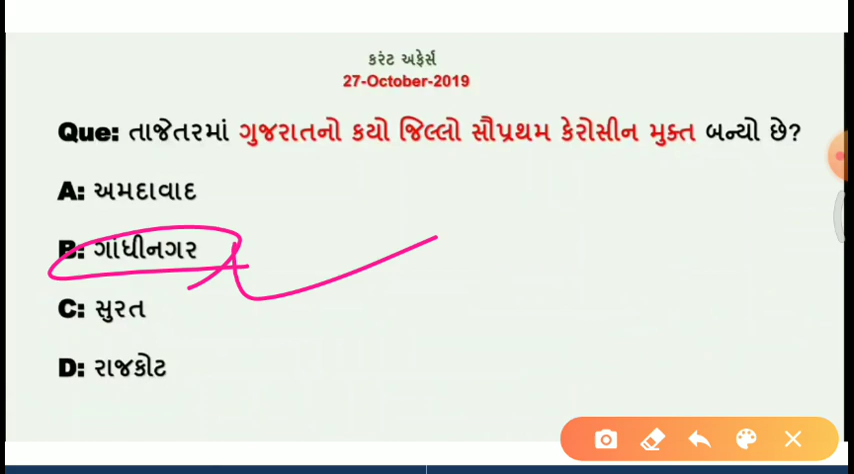 કરંટ અફેર્સ
27-October-2019
Que: તાજેતરમાં ગુજરાતનો કયો જિલ્લો સૌપ્રથમ કેરોસીન મુક્ત બન્યો છે?
A: અમદાવાદ
B: ગાંધીનગર
C: સુરત
D: રાજકોટ